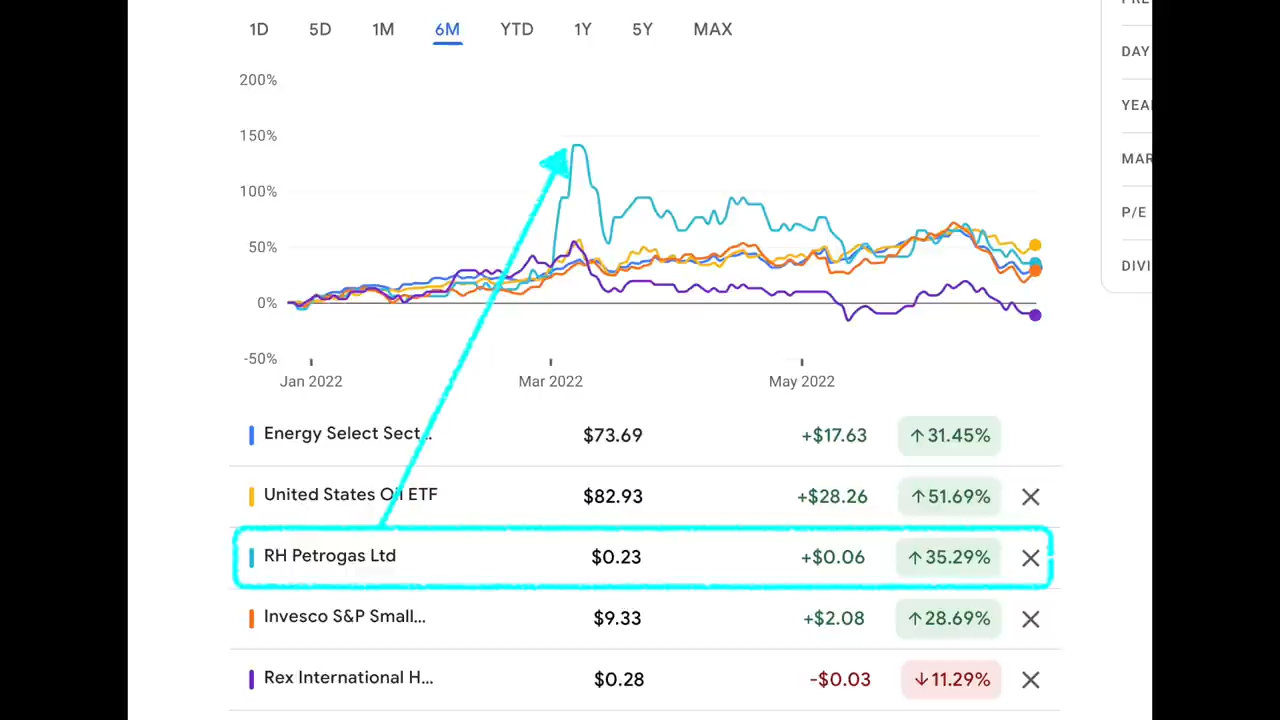 PRE
1D 5D 1M 6M YTD 1Y 5Y MAX
DAY
200%
YEA
150%
MAR
100%
P/E
50%
DIVI
0%
-50%
Jan 2022 Mar 2022 May 2022
Energy Select Sect... $73.69 +$17.63 ↑31.45%
United States Oil ETF $82.93 +$28.26 ↑51.69%
RH Petrogas Ltd $0.23 +$0.06 ↑35.29%
Invesco S&P Small... $9.33 +$2.08 ↑28.69%
Rex International H... $0.28 -$0.03 ↓11.29%